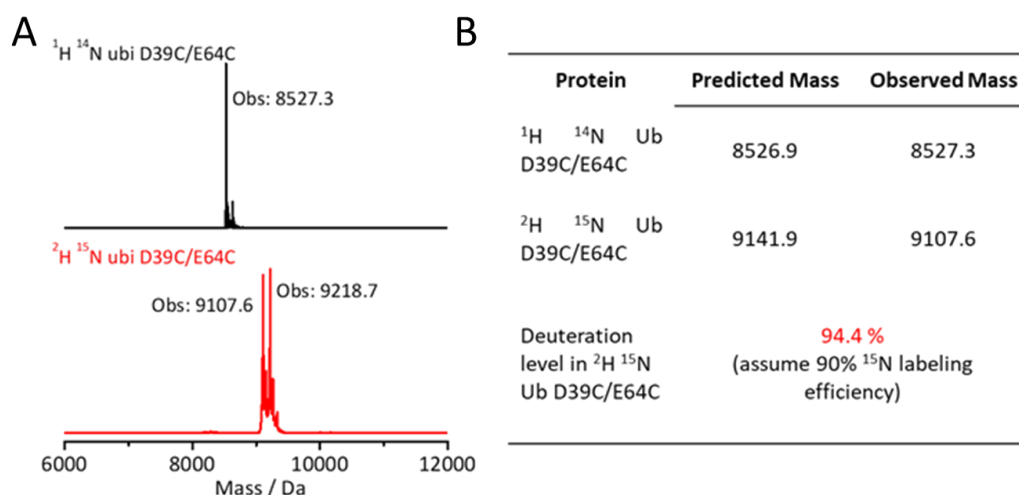 A
¹H ¹⁴N ubi D39C/E64C
Obs: 8527.3
²H ¹⁵N ubi D39C/E64C
Obs: 9107.6
Obs: 9218.7
6000 8000 10000 12000
Mass / Da
B
Protein Predicted Mass Observed Mass
¹H ¹⁴N Ub
D39C/E64C
8526.9 8527.3
²H ¹⁵N Ub
D39C/E64C
9141.9 9107.6
Deuteration
level in ²H ¹⁵N
Ub D39C/E64C
94.4 %
(assume 90% ¹⁵N labeling
efficiency)